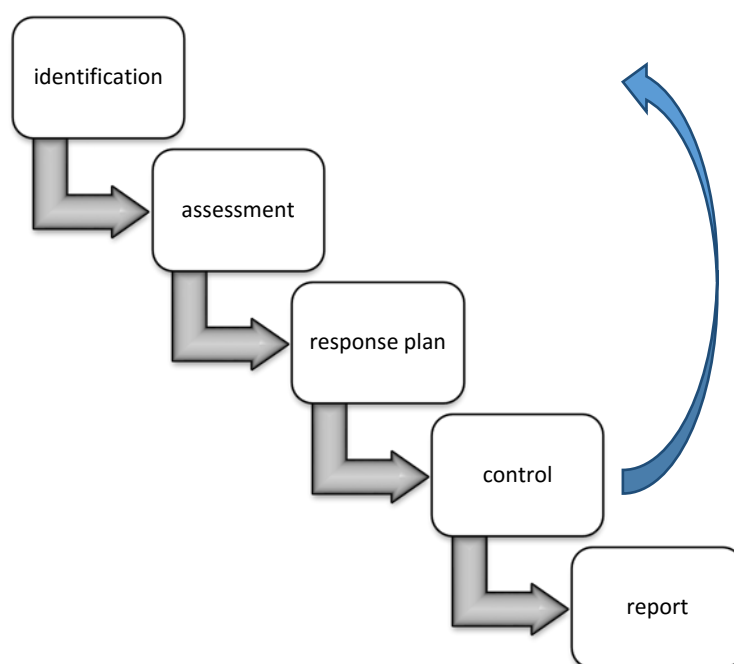 identification
assessment
response plan
control
report